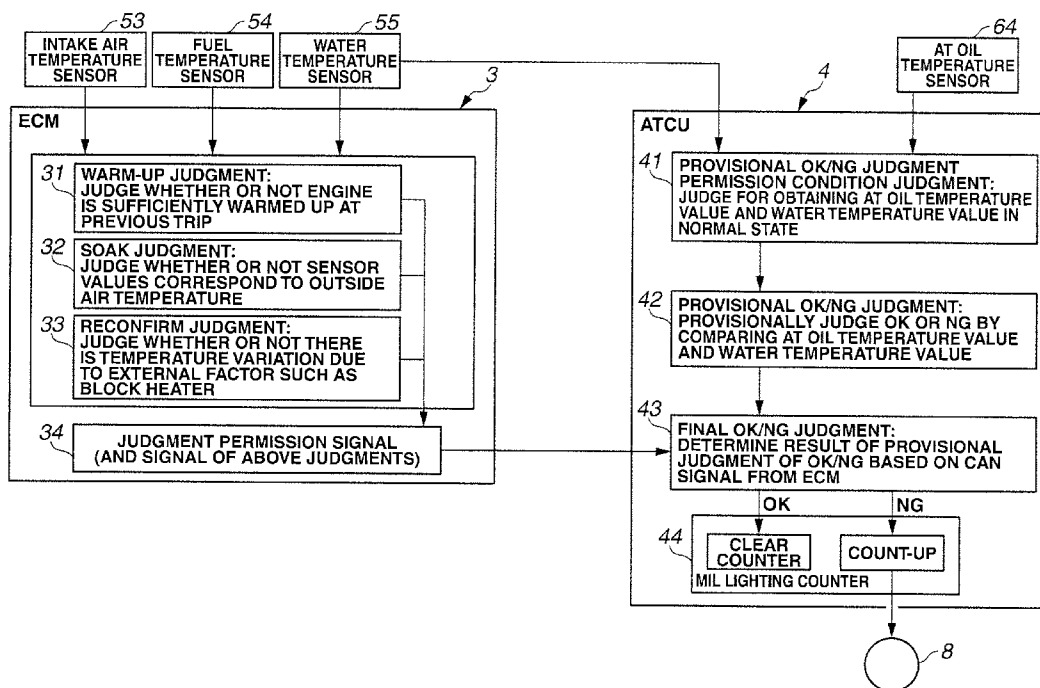 53
54
55
64
INTAKE AIR
TEMPERATURE
SENSOR
FUEL
TEMPERATURE
SENSOR
WATER
TEMPERATURE
SENSOR
AT OIL
TEMPERATURE
SENSOR
3
ECM
31
WARM-UP JUDGMENT:
JUDGE WHETHER OR NOT ENGINE
IS SUFFICIENTLY WARMED UP AT
PREVIOUS TRIP
32
SOAK JUDGMENT:
JUDGE WHETHER OR NOT SENSOR
VALUES CORRESPOND TO OUTSIDE
AIR TEMPERATURE
33
RECONFIRM JUDGMENT:
JUDGE WHETHER OR NOT THERE
IS TEMPERATURE VARIATION DUE
TO EXTERNAL FACTOR SUCH AS
BLOCK HEATER
34
JUDGMENT PERMISSION SIGNAL
(AND SIGNAL OF ABOVE JUDGMENTS)
4
ATCU
41
PROVISIONAL OK/NG JUDGMENT
PERMISSION CONDITION JUDGMENT:
JUDGE FOR OBTAINING AT OIL TEMPERATURE
VALUE AND WATER TEMPERATURE VALUE IN
NORMAL STATE
42
PROVISIONAL OK/NG JUDGMENT:
PROVISIONALLY JUDGE OK OR NG BY
COMPARING AT OIL TEMPERATURE VALUE
AND WATER TEMPERATURE VALUE
43
FINAL OK/NG JUDGMENT:
DETERMINE RESULT OF PROVISIONAL
JUDGMENT OF OK/NG BASED ON CAN
SIGNAL FROM ECM
OK
NG
44
CLEAR
COUNTER
COUNT-UP
MIL LIGHTING COUNTER
8